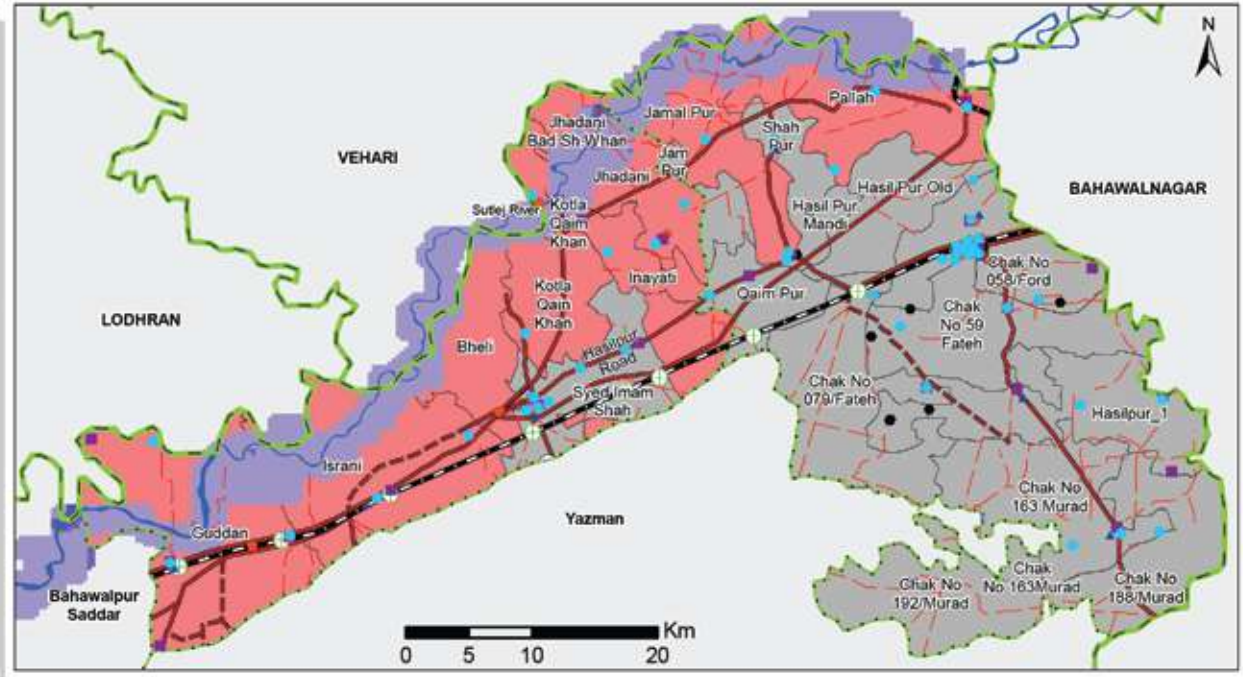 N
VEHARI
LODHRAN
BAHAWALNAGAR
Jhadani
Bad Sh-Whan
Jamal Pur
Pallah
Shah
Pur
Jam
Pur
Jhadani
Hasil Pur Old
Hasil Pur
Mandi
Sutlej River
Kotla
Qaim
Khan
Inayati
Qaim Pur
Kotla
Qain
Khan
Chak No
058/Ford
Chak
No 59
Fateh
Bheli
Hasilpur
Road
Syed Imam
Shah
Chak No
079/Fateh
Hasilpur_1
Israni
Chak No
163 Murad
Guddan
Yazman
Chak
No 163Murad
Chak No
192/Murad
Chak No
188/Murad
Bahawalpur
Saddar
Km
0 5 10 20